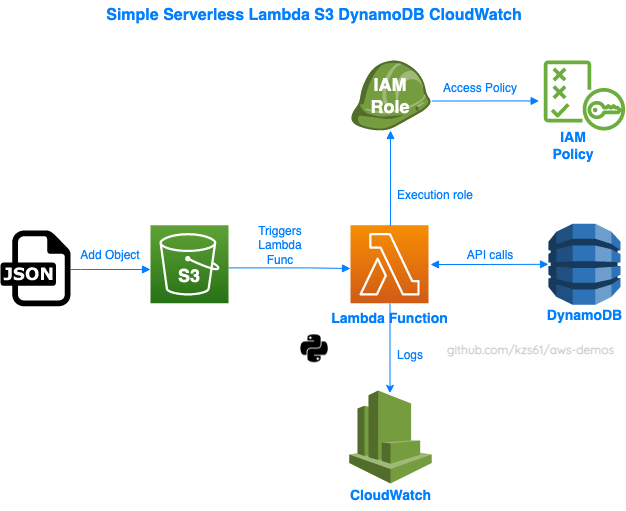 Simple Serverless Lambda S3 DynamoDB CloudWatch
IAM
Role
Access Policy
IAM
Policy
Execution role
JSON
Add Object
S3
Triggers
Lambda
Func
Lambda Function
API calls
DynamoDB
Logs
github.com/kzs61/aws-demos
CloudWatch